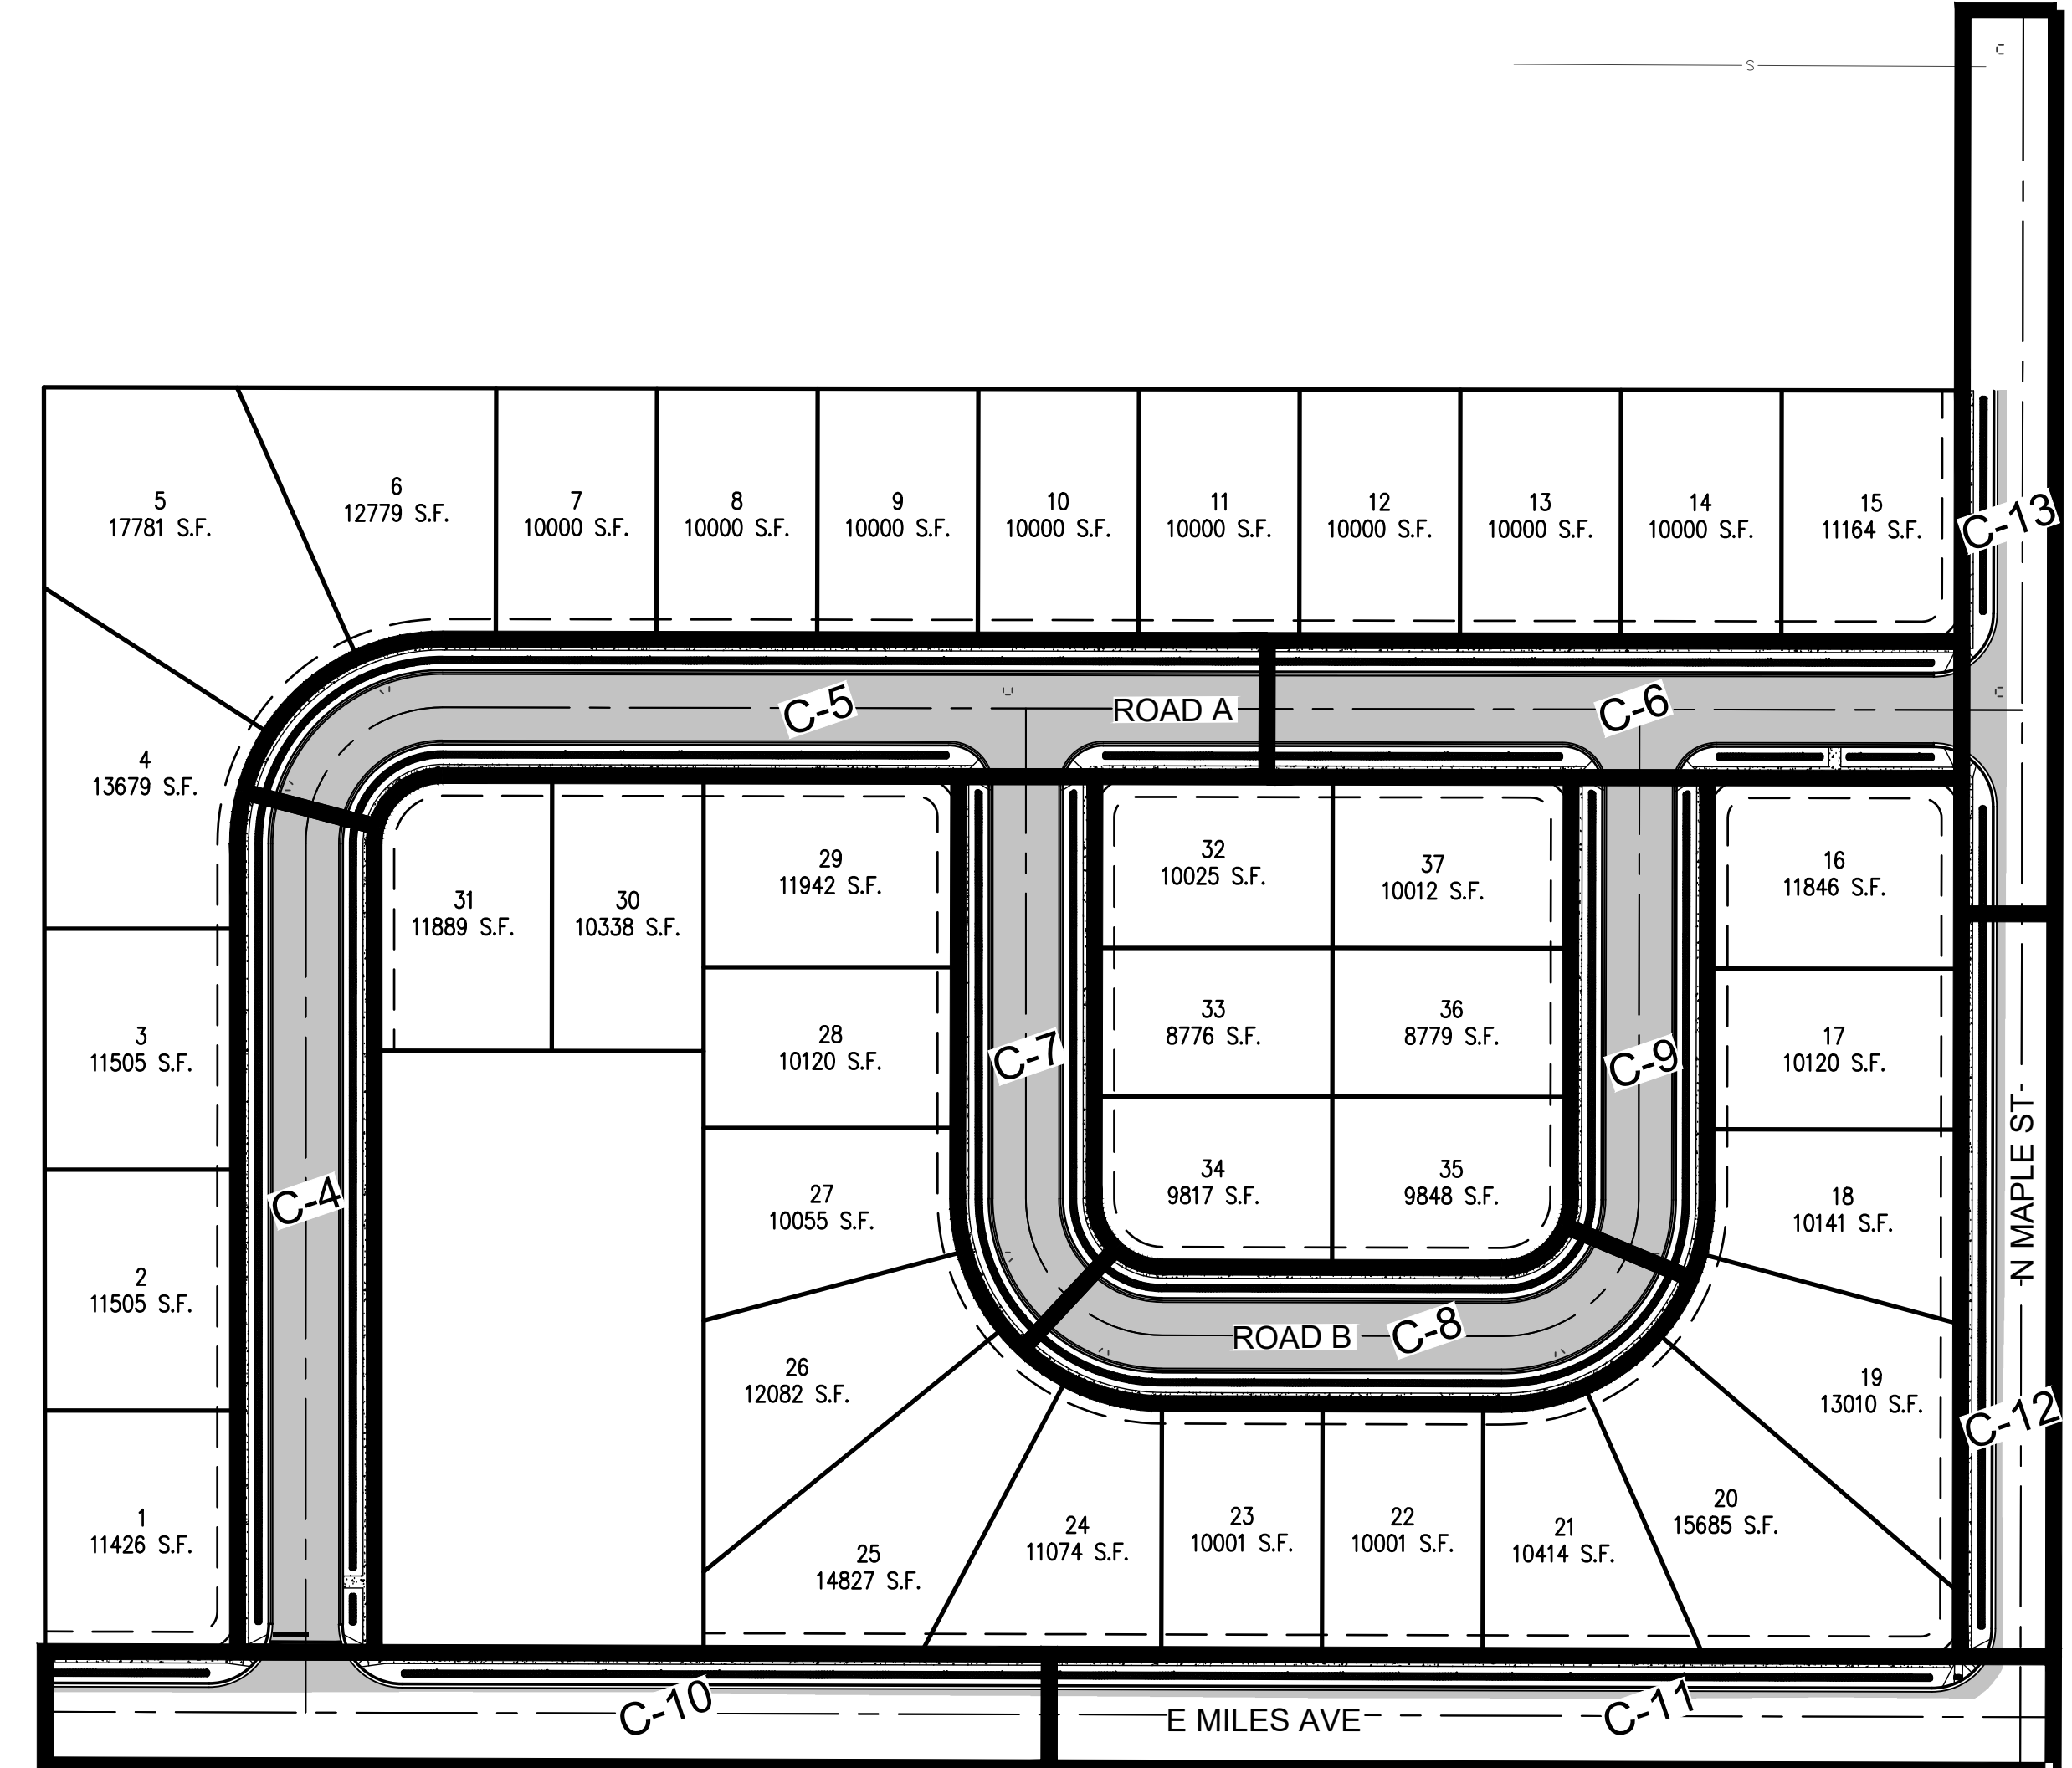 S
5
17781 S.F.
6
12779 S.F.
7
10000 S.F.
8
10000 S.F.
9
10000 S.F.
10
10000 S.F.
11
10000 S.F.
12
10000 S.F.
13
10000 S.F.
14
10000 S.F.
15
11164 S.F.
C-13
C-5
ROAD A
C-6
4
13679 S.F.
31
11889 S.F.
30
10338 S.F.
29
11942 S.F.
32
10025 S.F.
37
10012 S.F.
16
11846 S.F.
3
11505 S.F.
28
10120 S.F.
C-7
33
8776 S.F.
36
8779 S.F.
C-9
17
10120 S.F.
N MAPLE ST
C-4
27
10055 S.F.
34
9817 S.F.
35
9848 S.F.
18
10141 S.F.
2
11505 S.F.
ROAD B
C-8
26
12082 S.F.
19
13010 S.F.
C-12
1
11426 S.F.
25
14827 S.F.
24
11074 S.F.
23
10001 S.F.
22
10001 S.F.
21
10414 S.F.
20
15685 S.F.
C-10
E MILES AVE
C-11